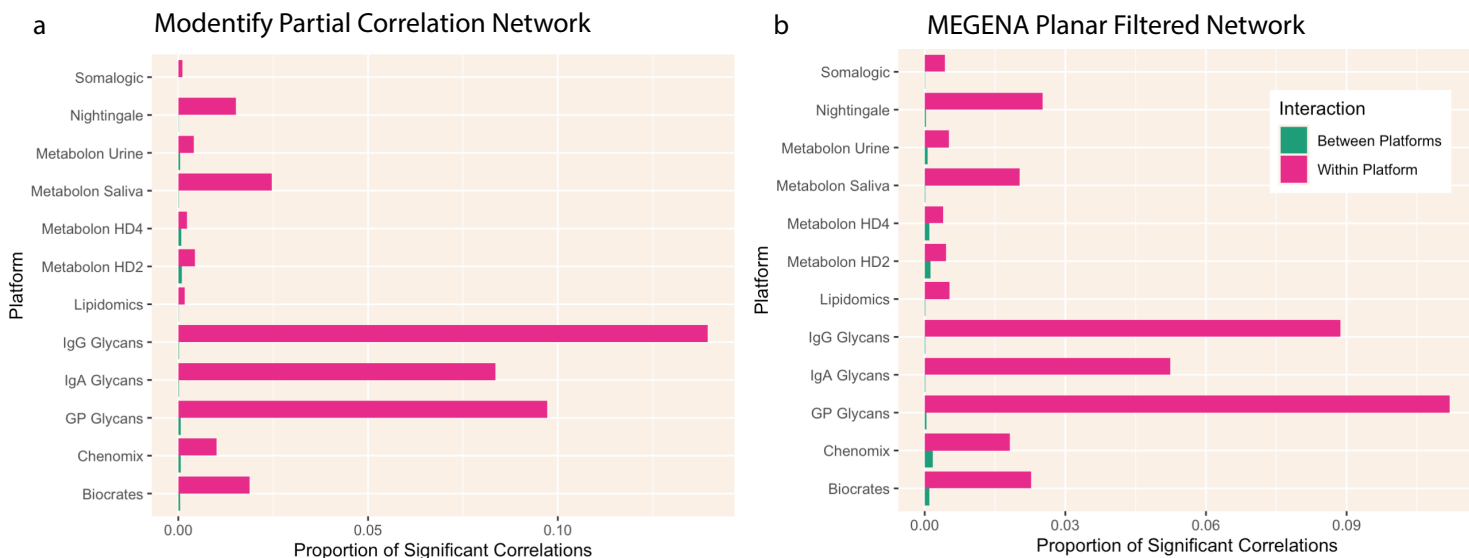 a
Modentify Partial Correlation Network
Platform
Somalogic
Nightingale
Metabolon Urine
Metabolon Saliva
Metabolon HD4
Metabolon HD2
Lipidomics
IgG Glycans
IgA Glycans
GP Glycans
Chenomix
Biocrates
0.00 0.05 0.10
Proportion of Significant Correlations
b
MEGENA Planar Filtered Network
Platform
Somalogic
Nightingale
Metabolon Urine
Metabolon Saliva
Metabolon HD4
Metabolon HD2
Lipidomics
IgG Glycans
IgA Glycans
GP Glycans
Chenomix
Biocrates
Interaction
Between Platforms
Within Platform
0.00 0.03 0.06 0.09
Proportion of Significant Correlations